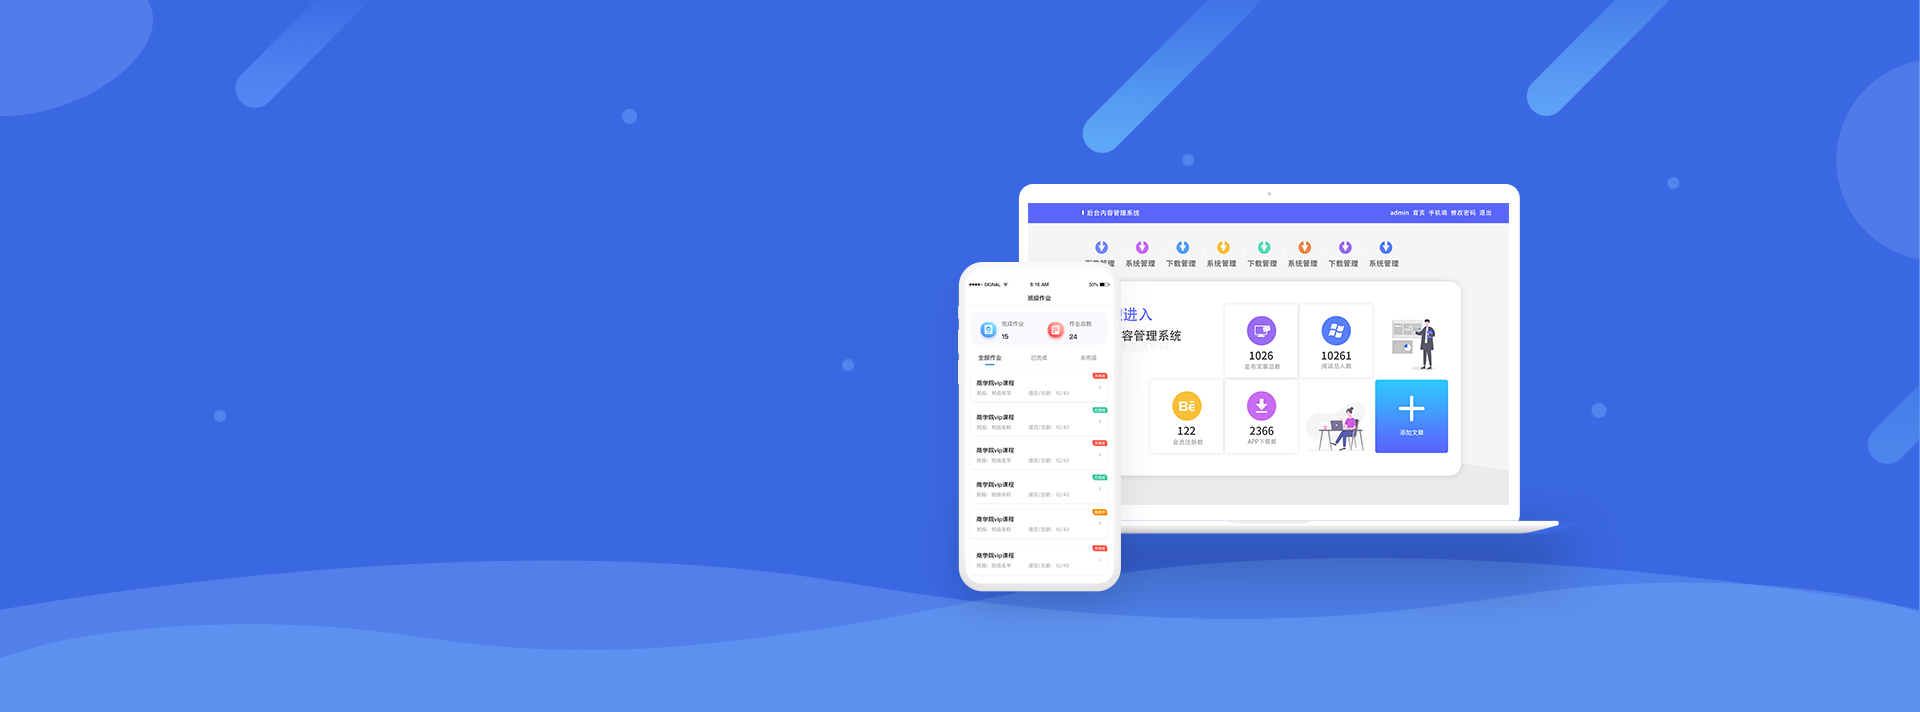 后台内容管理系统
admin 首页 手机端 修改密码 退出
系统管理 下载管理 系统管理 下载管理 系统管理 下载管理 系统管理
进入
容管理系统
1026
发布文章总数
10261
阅读总人数
122
会员注册数
2366
APP下载数
添加文章
SIGNAL
8:16 AM
50%
班级作业
完成作业
15
作业总数
24
全部作业 已完成 未完成
商学院vip课程
班级：班级名字 提交/总数：12/43
商学院vip课程
班级：班级名称 提交/总数：12/43
商学院vip课程
班级：班级名字 提交/总数：12/43
商学院vip课程
班级：班级名称 提交/总数：12/43
商学院vip课程
班级：班级名称 提交/总数：12/43
商学院vip课程
班级：班级名字 提交/总数：12/43